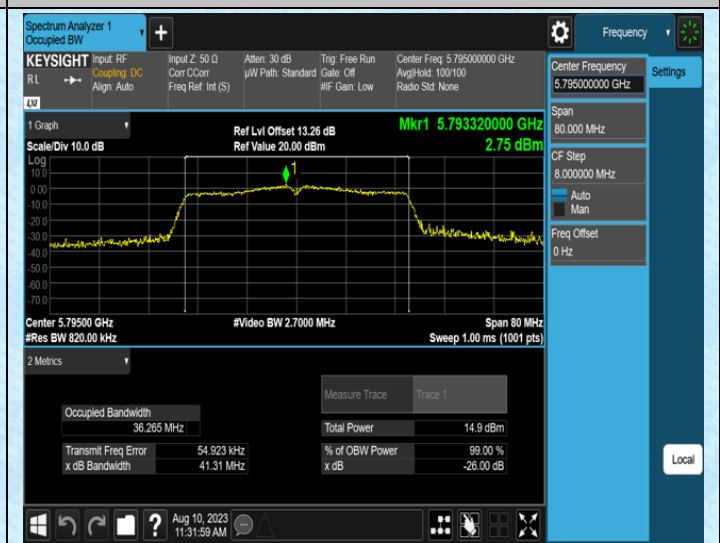 Spectrum Analyzer 1
Occupied BW
Frequency
KEYSIGHT
R L
LXI
Input: RF
Coupling: DC
Align: Auto
Input Z: 50 Ω
Corr CCorr
Freq Ref: Int (S)
Atten: 30 dB
µW Path: Standard
Trig: Free Run
Gate: Off
#IF Gain: Low
Center Freq: 5.795000000 GHz
Avg|Hold: 100/100
Radio Std: None
1 Graph
Scale/Div 10.0 dB
Ref Lvl Offset 13.26 dB
Ref Value 20.00 dBm
Mkr1 5.793320000 GHz
2.75 dBm
Log
10.0
0.00
-10.0
-20.0
-30.0
-40.0
-50.0
-60.0
-70.0
1
Center 5.79500 GHz
#Res BW 820.00 kHz
#Video BW 2.7000 MHz
Span 80 MHz
Sweep 1.00 ms (1001 pts)
2 Metrics
Measure Trace Trace 1
Occupied Bandwidth
36.265 MHz
Total Power 14.9 dBm
Transmit Freq Error 54.923 kHz
% of OBW Power 99.00 %
x dB Bandwidth 41.31 MHz
x dB -26.00 dB
Center Frequency
5.795000000 GHz
Settings
Span
80.000 MHz
CF Step
8.000000 MHz
Auto
Man
Freq Offset
0 Hz
Local
?
Aug 10, 2023
11:31:59 AM